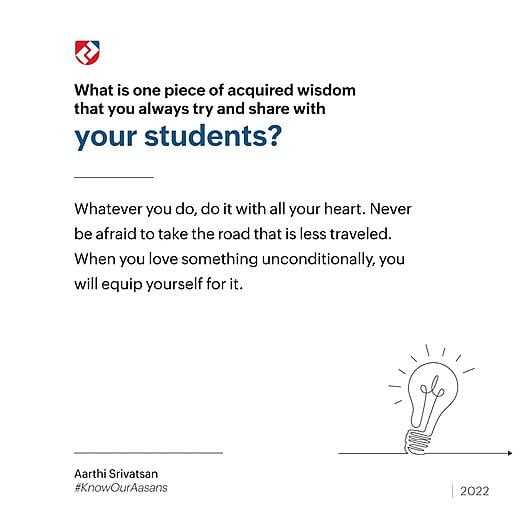 What is one piece of acquired wisdom
that you always try and share with
your students?
Whatever you do, do it with all your heart. Never
be afraid to take the road that is less traveled.
When you love something unconditionally, you
will equip yourself for it.
Aarthi Srivatsan
#KnowOurAasans
2022